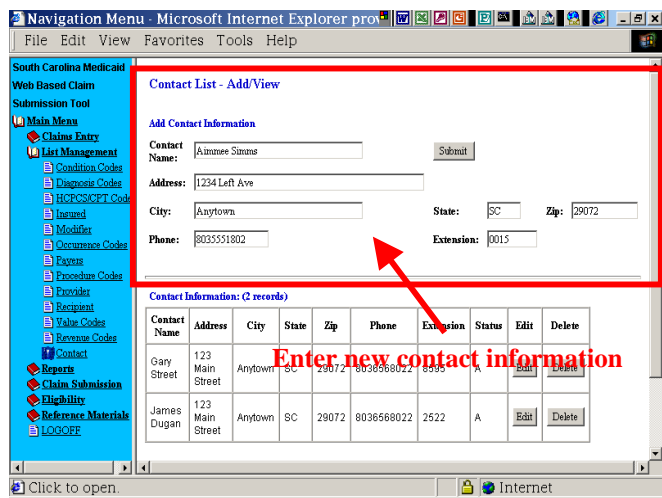 Navigation Menu - Microsoft Internet Explorer prov
File Edit View Favorites Tools Help
South Carolina Medicaid
Web Based Claim
Submission Tool
Main Menu
Claims Entry
List Management
Condition Codes
Diagnosis Codes
HCPCS/CPT Code
Insured
Modifier
Occurrence Codes
Payers
Procedure Codes
Provider
Recipient
Value Codes
Revenue Codes
Contact
Reports
Claim Submission
Eligibility
Reference Materials
LOGOFF
Contact List - Add/View
Add Contact Information
Contact Name: Aimmee Simms Submit
Address: 1234 Left Ave
City: Anytown State: SC Zip: 29072
Phone: 8035551802 Extension: 0015
Contact Information: (2 records)
Contact Name Address City State Zip Phone Extension Status Edit Delete
Gary Street 123 Main Street Anytown SC 29072 8036568022 8595 A Edit Delete
Enter new contact information
James Dugan 123 Main Street Anytown SC 29072 8036568022 2522 A Edit Delete
Click to open. Internet